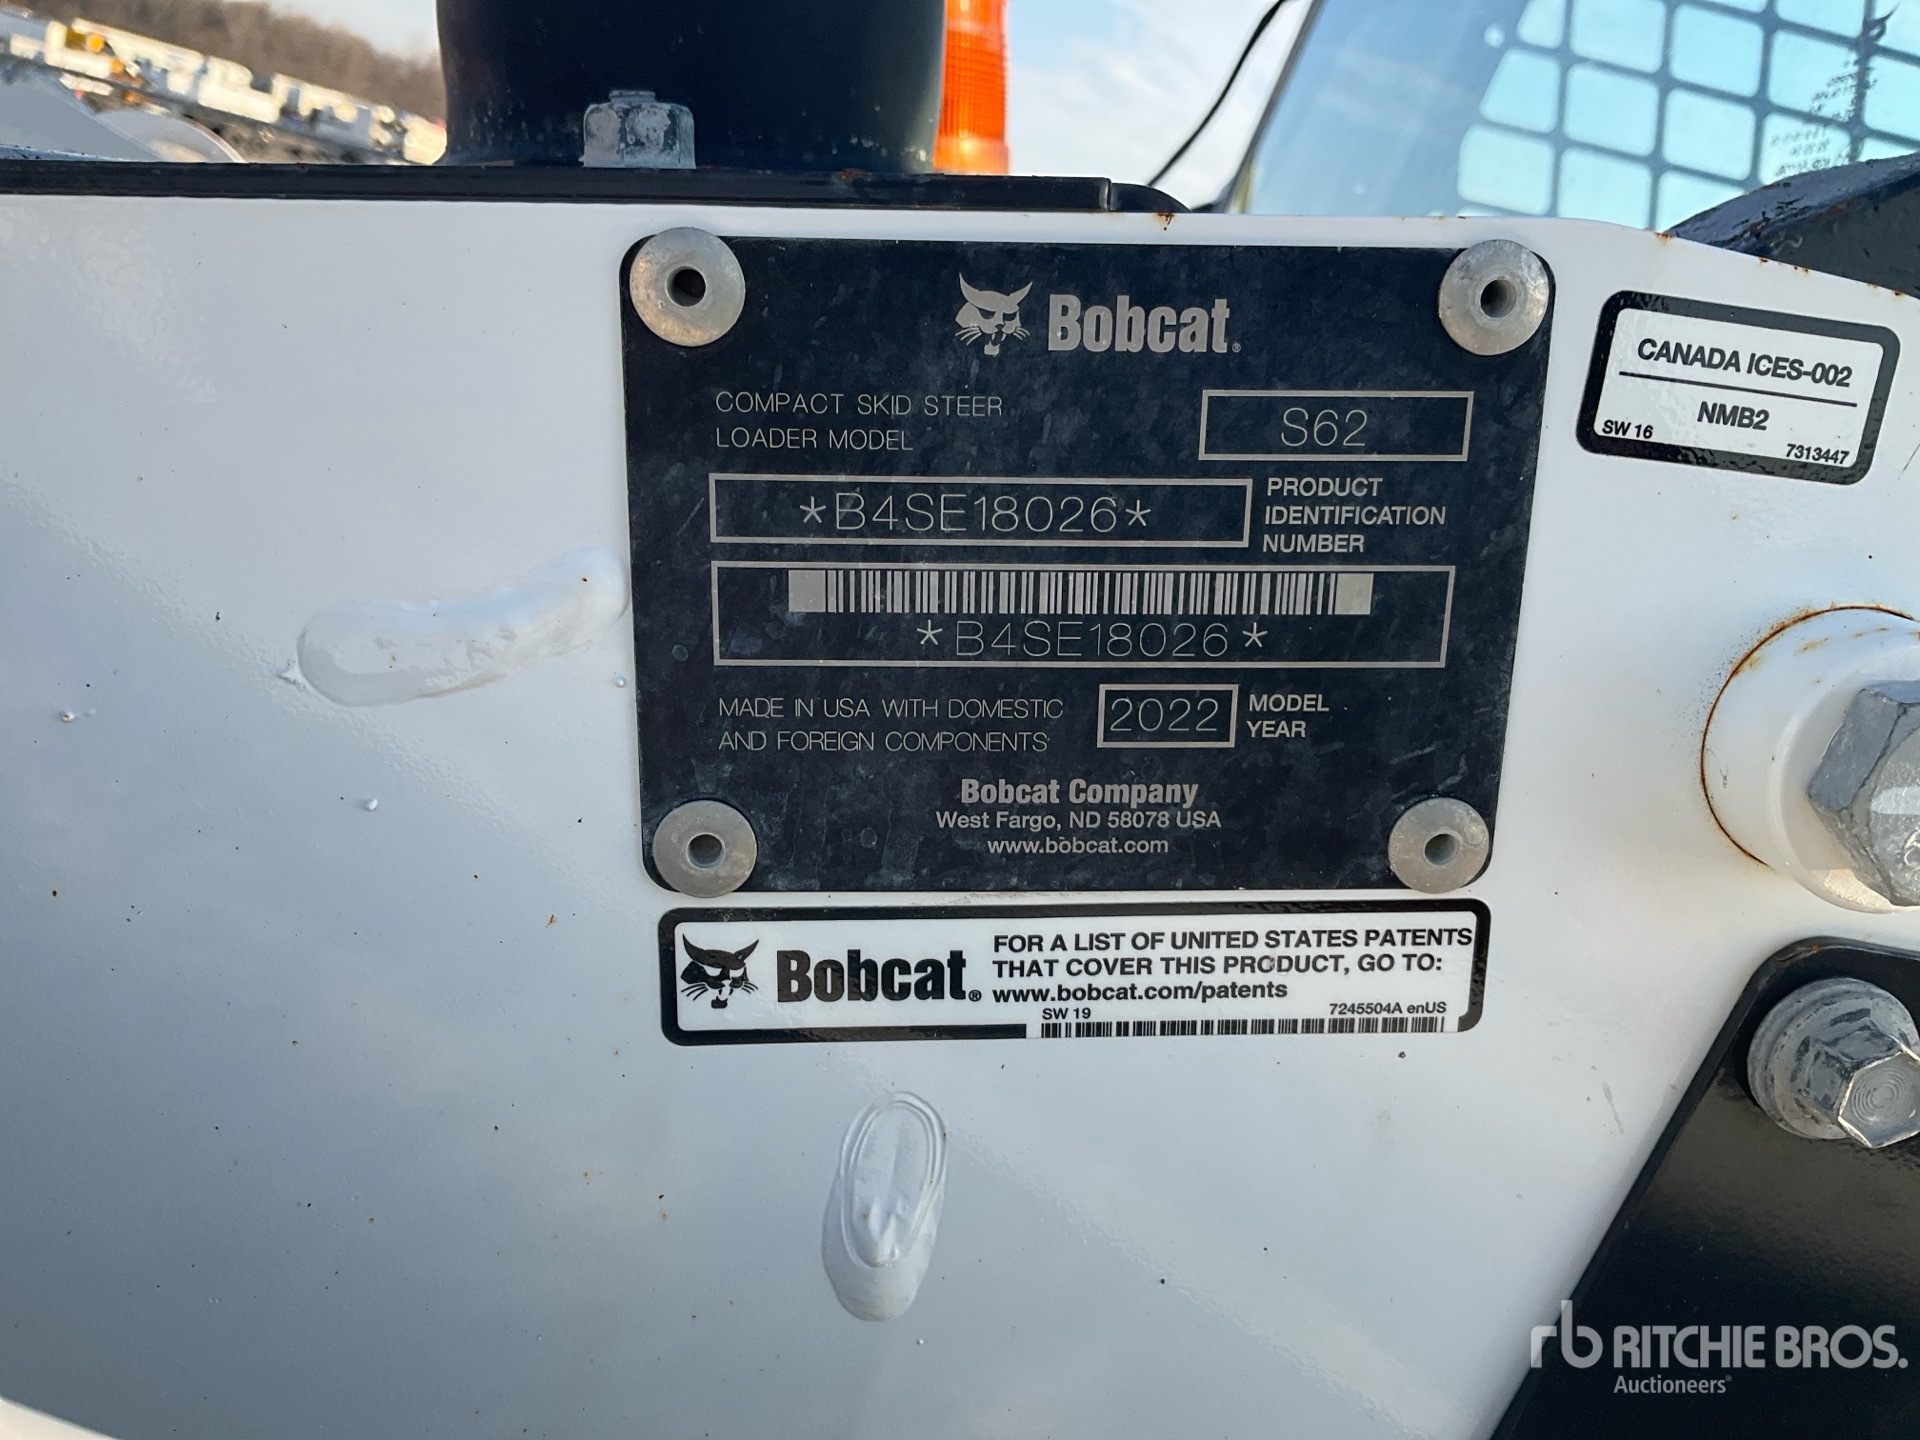 Bobcat®
COMPACT SKID STEER
LOADER MODEL
S62
*B4SE18026*
PRODUCT
IDENTIFICATION
NUMBER
*B4SE18026*
MADE IN USA WITH DOMESTIC
AND FOREIGN COMPONENTS
2022
MODEL
YEAR
Bobcat Company
West Fargo, ND 58078 USA
www.bobcat.com
CANADA ICES-002
NMB2
SW 16
7313447
Bobcat®
FOR A LIST OF UNITED STATES PATENTS
THAT COVER THIS PRODUCT, GO TO:
www.bobcat.com/patents
SW 19
7245504A enUS
rb RITCHIE BROS.
Auctioneers®